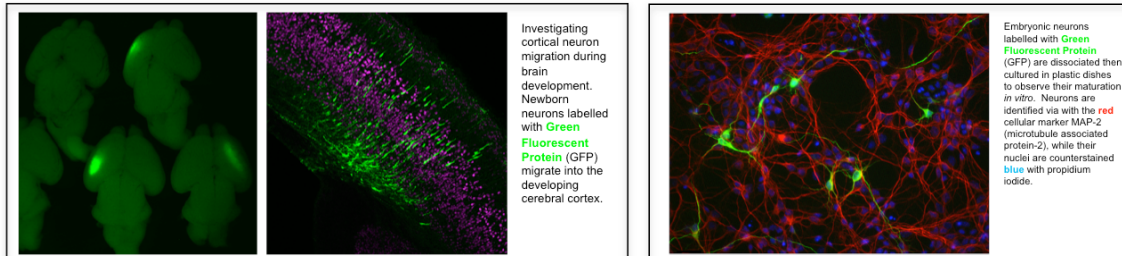 Investigating
cortical neuron
migration during
brain
development.
Newborn
neurons labelled
with Green
Fluorescent
Protein (GFP)
migrate into the
developing
cerebral cortex.
Embryonic neurons
labelled with Green
Fluorescent Protein
(GFP) are dissociated then
cultured in plastic dishes
to observe their maturation
in vitro. Neurons are
identified via with the red
cellular marker MAP-2
(microtubule associated
protein-2), while their
nuclei are counterstained
blue with propidium
iodide.